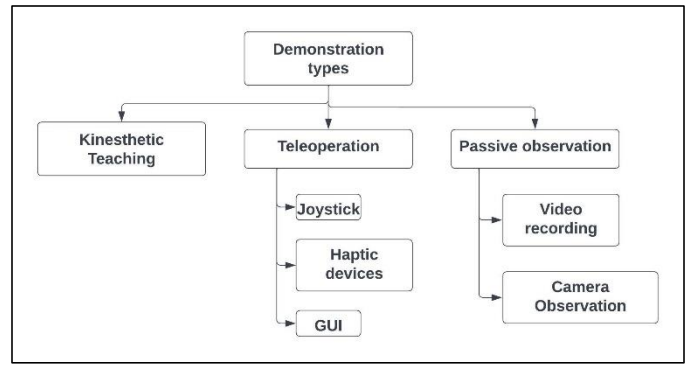 Demonstration
types
Kinesthetic
Teaching
Teleoperation
Passive observation
Joystick
Haptic
devices
GUI
Video
recording
Camera
Observation